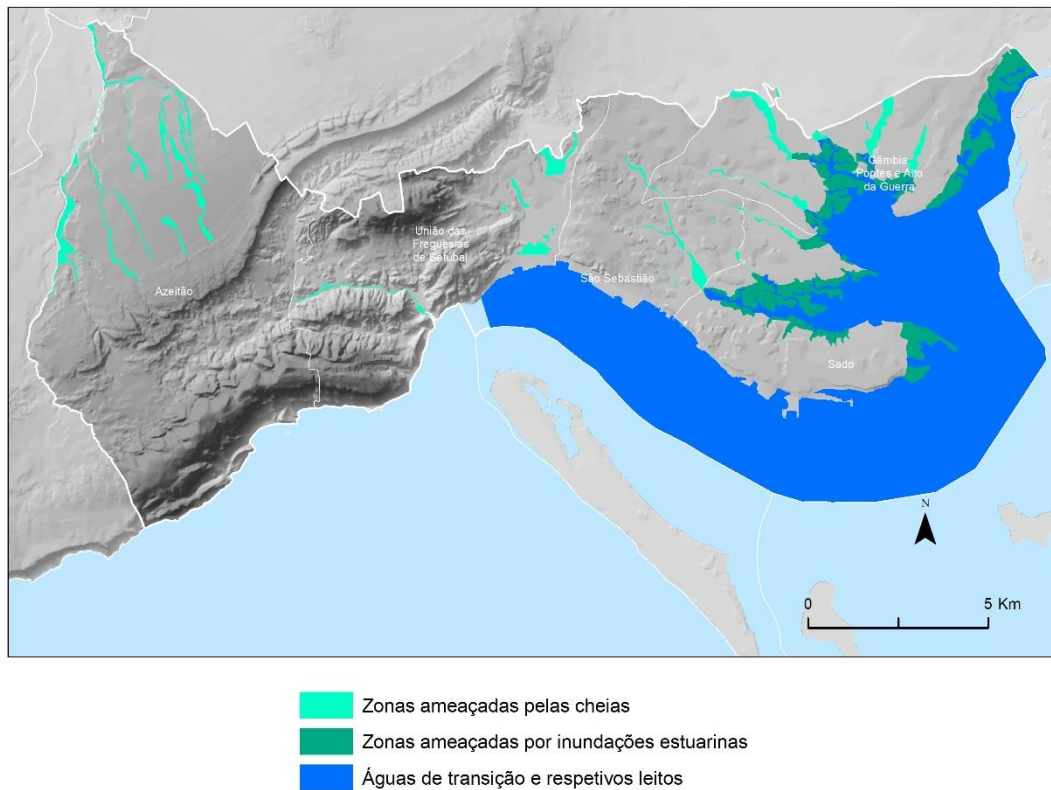 Gâmbia
Pontes e Alto
da Guerra
União das
Freguesias
de Setúbal
São Sebastião
Azeitão
Sado
N
0 5 Km
Zonas ameaçadas pelas cheias
Zonas ameaçadas por inundações estuarinas
Águas de transição e respetivos leitos